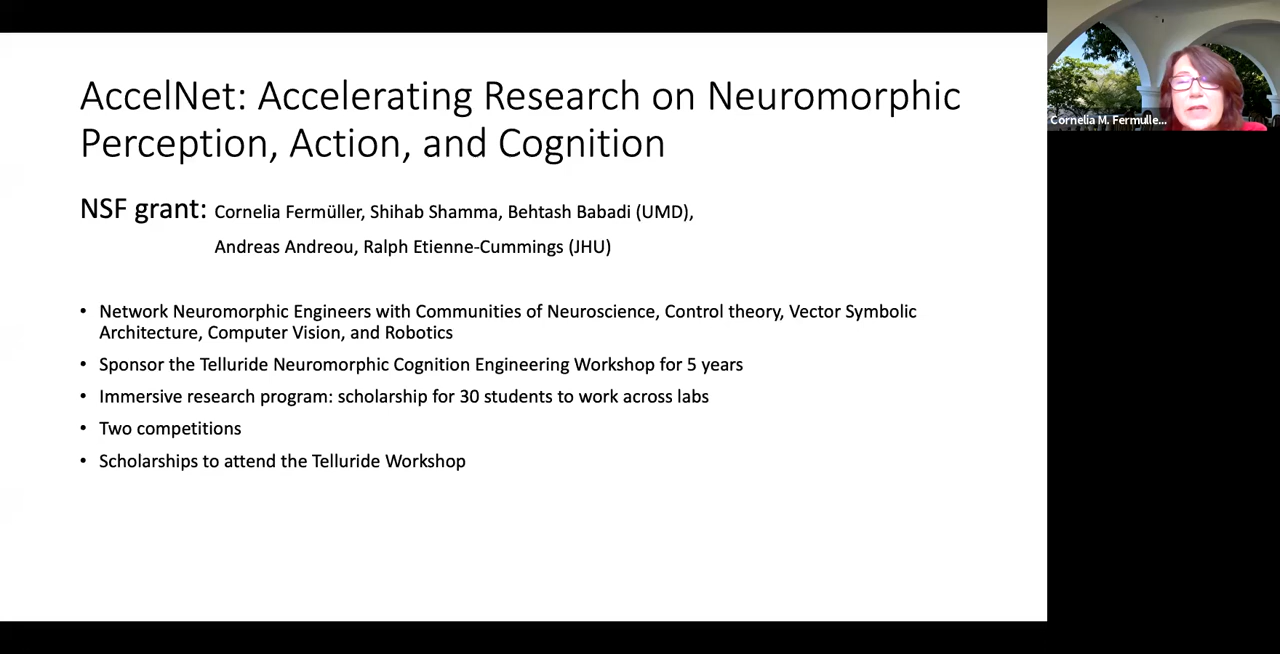 AccelNet: Accelerating Research on Neuromorphic
Perception, Action, and Cognition
NSF grant: Cornelia Fermüller, Shihab Shamma, Behtash Babadi (UMD),
Andreas Andreou, Ralph Etienne-Cummings (JHU)
• Network Neuromorphic Engineers with Communities of Neuroscience, Control theory, Vector Symbolic
Architecture, Computer Vision, and Robotics
• Sponsor the Telluride Neuromorphic Cognition Engineering Workshop for 5 years
• Immersive research program: scholarship for 30 students to work across labs
• Two competitions
• Scholarships to attend the Telluride Workshop
Cornelia M. Fermulle...